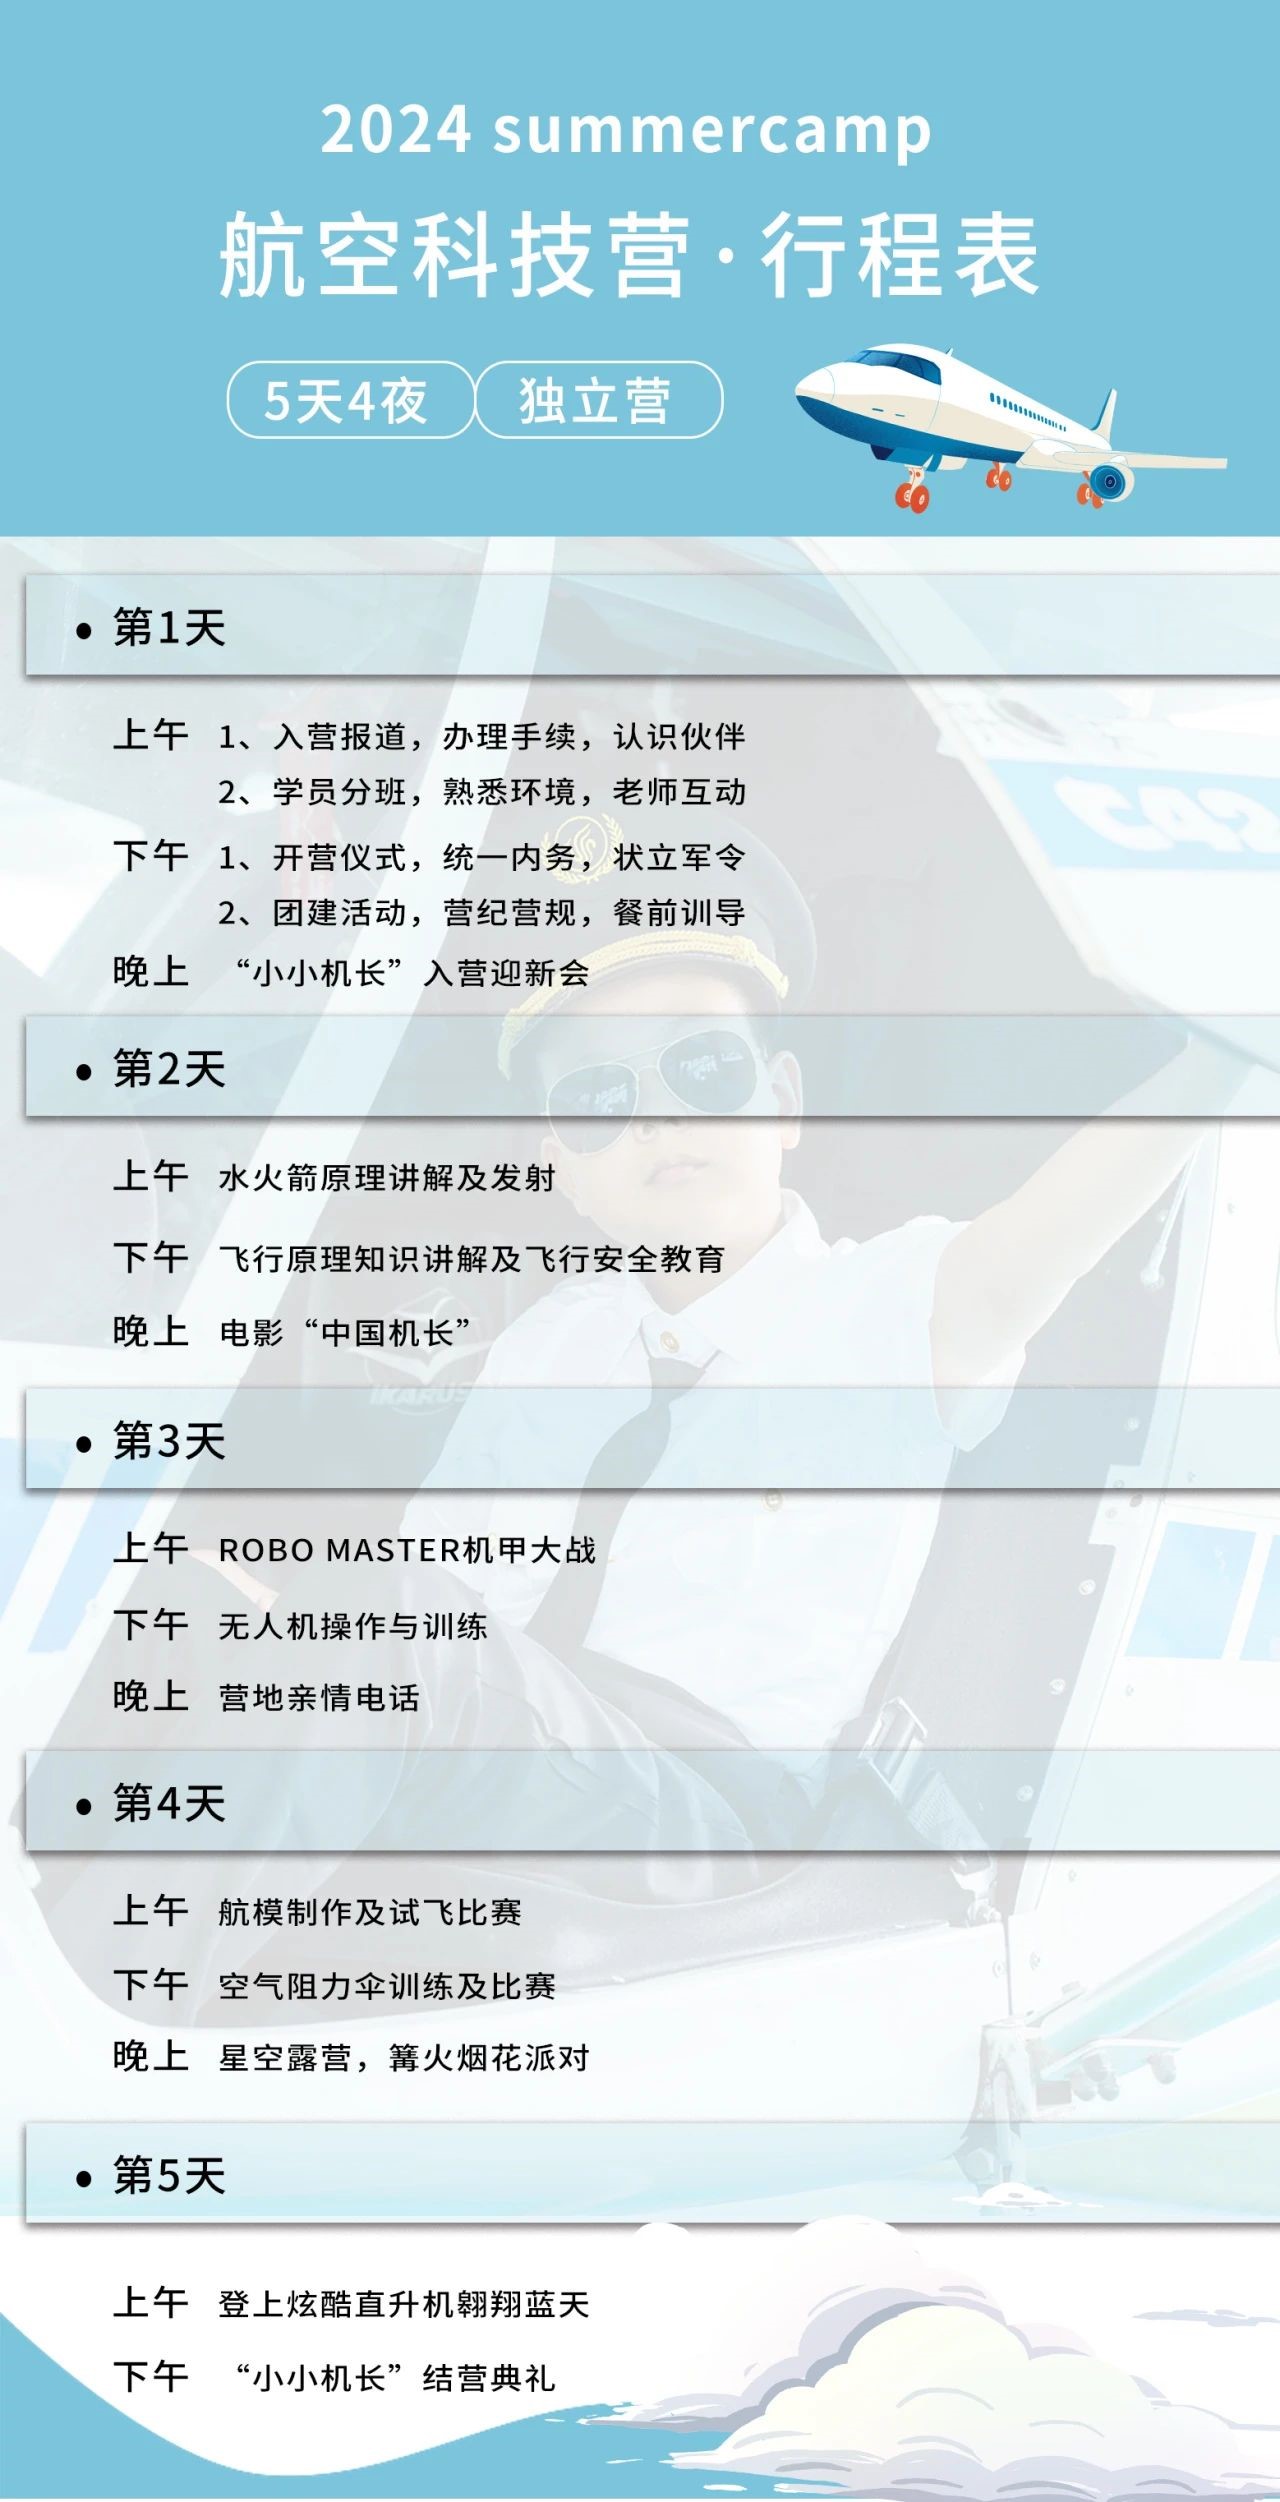 2024 summercamp
航空科技营·行程表
5天4夜 独立营
• 第1天
上午 1、入营报道，办理手续，认识伙伴
2、学员分班，熟悉环境，老师互动
下午 1、开营仪式，统一内务，状立军令
2、团建活动，营纪营规，餐前训导
晚上 “小小机长”入营迎新会
• 第2天
上午 水火箭原理讲解及发射
下午 飞行原理知识讲解及飞行安全教育
晚上 电影“中国机长”
IKARUS
• 第3天
上午 ROBO MASTER机甲大战
下午 无人机操作与训练
晚上 营地亲情电话
• 第4天
上午 航模制作及试飞比赛
下午 空气阻力伞训练及比赛
晚上 星空露营，篝火烟花派对
• 第5天
上午 登上炫酷直升机翱翔蓝天
下午 “小小机长”结营典礼